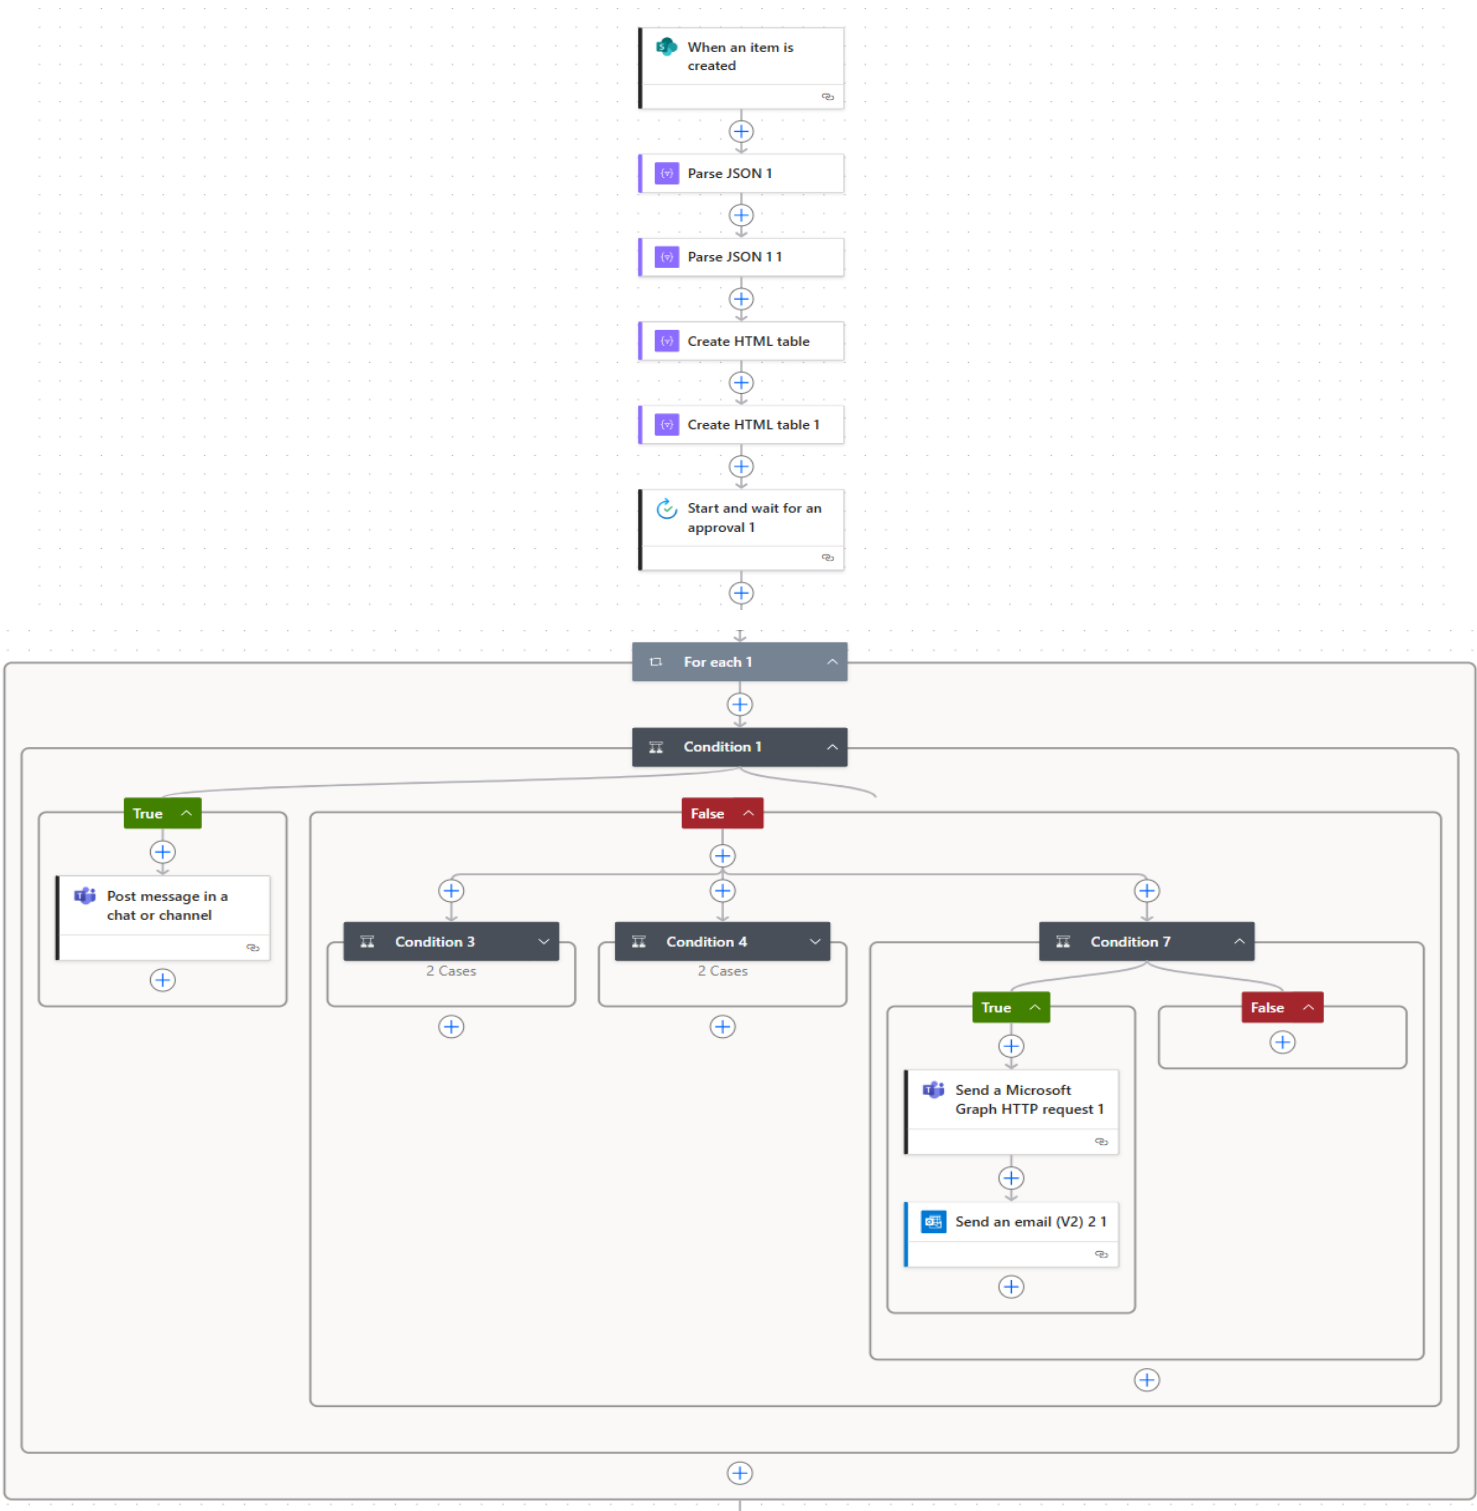 When an item is
created
Parse JSON 1
Parse JSON 1 1
Create HTML table
Create HTML table 1
Start and wait for an
approval 1
For each 1
Condition 1
True
False
Post message in a
chat or channel
Condition 3
2 Cases
Condition 4
2 Cases
Condition 7
True
False
Send a Microsoft
Graph HTTP request 1
Send an email (V2) 2 1